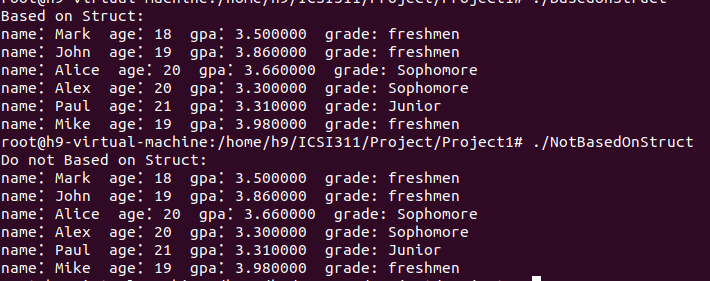 root@h9-virtual-machine:/home/h9/ICSI311/Project/Project1# ./BasedOnStruct
Based on Struct:
name: Mark  age: 18  gpa: 3.500000  grade: freshmen
name: John  age: 19  gpa: 3.860000  grade: freshmen
name: Alice  age: 20  gpa: 3.660000  grade: Sophomore
name: Alex  age: 20  gpa: 3.300000  grade: Sophomore
name: Paul  age: 21  gpa: 3.310000  grade: Junior
name: Mike  age: 19  gpa: 3.980000  grade: freshmen
root@h9-virtual-machine:/home/h9/ICSI311/Project/Project1# ./NotBasedOnStruct
Do not Based on Struct:
name: Mark  age: 18  gpa: 3.500000  grade: freshmen
name: John  age: 19  gpa: 3.860000  grade: freshmen
name: Alice  age: 20  gpa: 3.660000  grade: Sophomore
name: Alex  age: 20  gpa: 3.300000  grade: Sophomore
name: Paul  age: 21  gpa: 3.310000  grade: Junior
name: Mike  age: 19  gpa: 3.980000  grade: freshmen